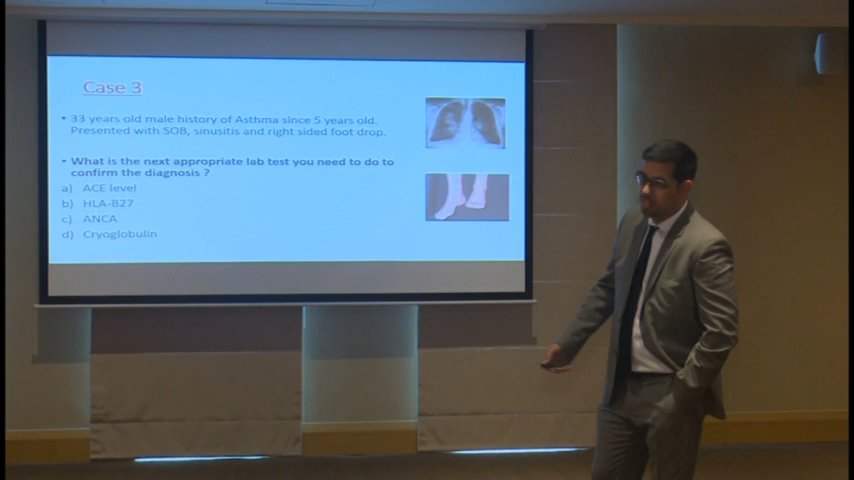 Case 3
• 33 years old male history of Asthma since 5 years old.
Presented with SOB, sinusitis and right sided foot drop.
• What is the next appropriate lab test you need to do to
confirm the diagnosis ?
a) ACE level
b) HLA-B27
c) ANCA
d) Cryoglobulin